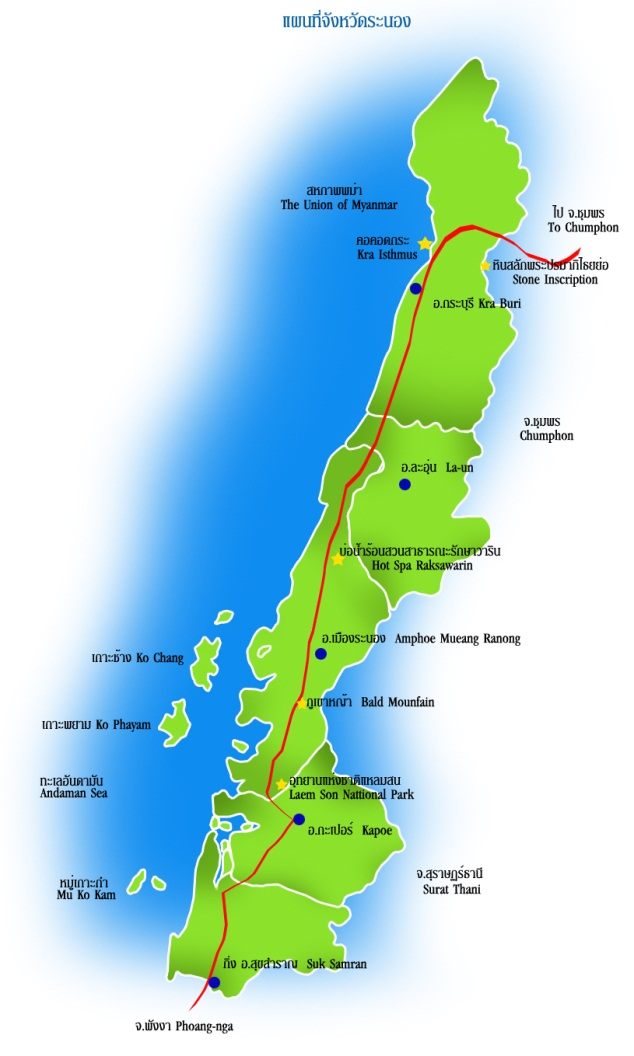 แผนที่จังหวัดระนอง
สหภาพพม่า
The Union of Myanmar
ไป จ.ชุมพร
To Chumphon
คอคอดกระ
Kra Isthmus
หินสลักพระปรมาภิไธยย่อ
Stone Inscription
อ.กระบุรี Kra Buri
จ.ชุมพร
Chumphon
อ.ละอุ่น La-un
บ่อน้ำร้อนสวนสาธารณะรักษาวาริน
Hot Spa Raksawarin
อ.เมืองระนอง Amphoe Mueang Ranong
เกาะช้าง Ko Chang
ภูเขาหญ้า Bald Mounfain
เกาะพยาม Ko Phayam
ทะเลอันดามัน
Andaman Sea
อุทยานแห่งชาติแหลมสน
Laem Son Nattional Park
อ.กะเปอร์ Kapoe
จ.สุราษฎร์ธานี
Surat Thani
หมู่เกาะกำ
Mu Ko Kam
กิ่ง อ.สุขสำราญ Suk Samran
จ.พังงา Phoang-nga